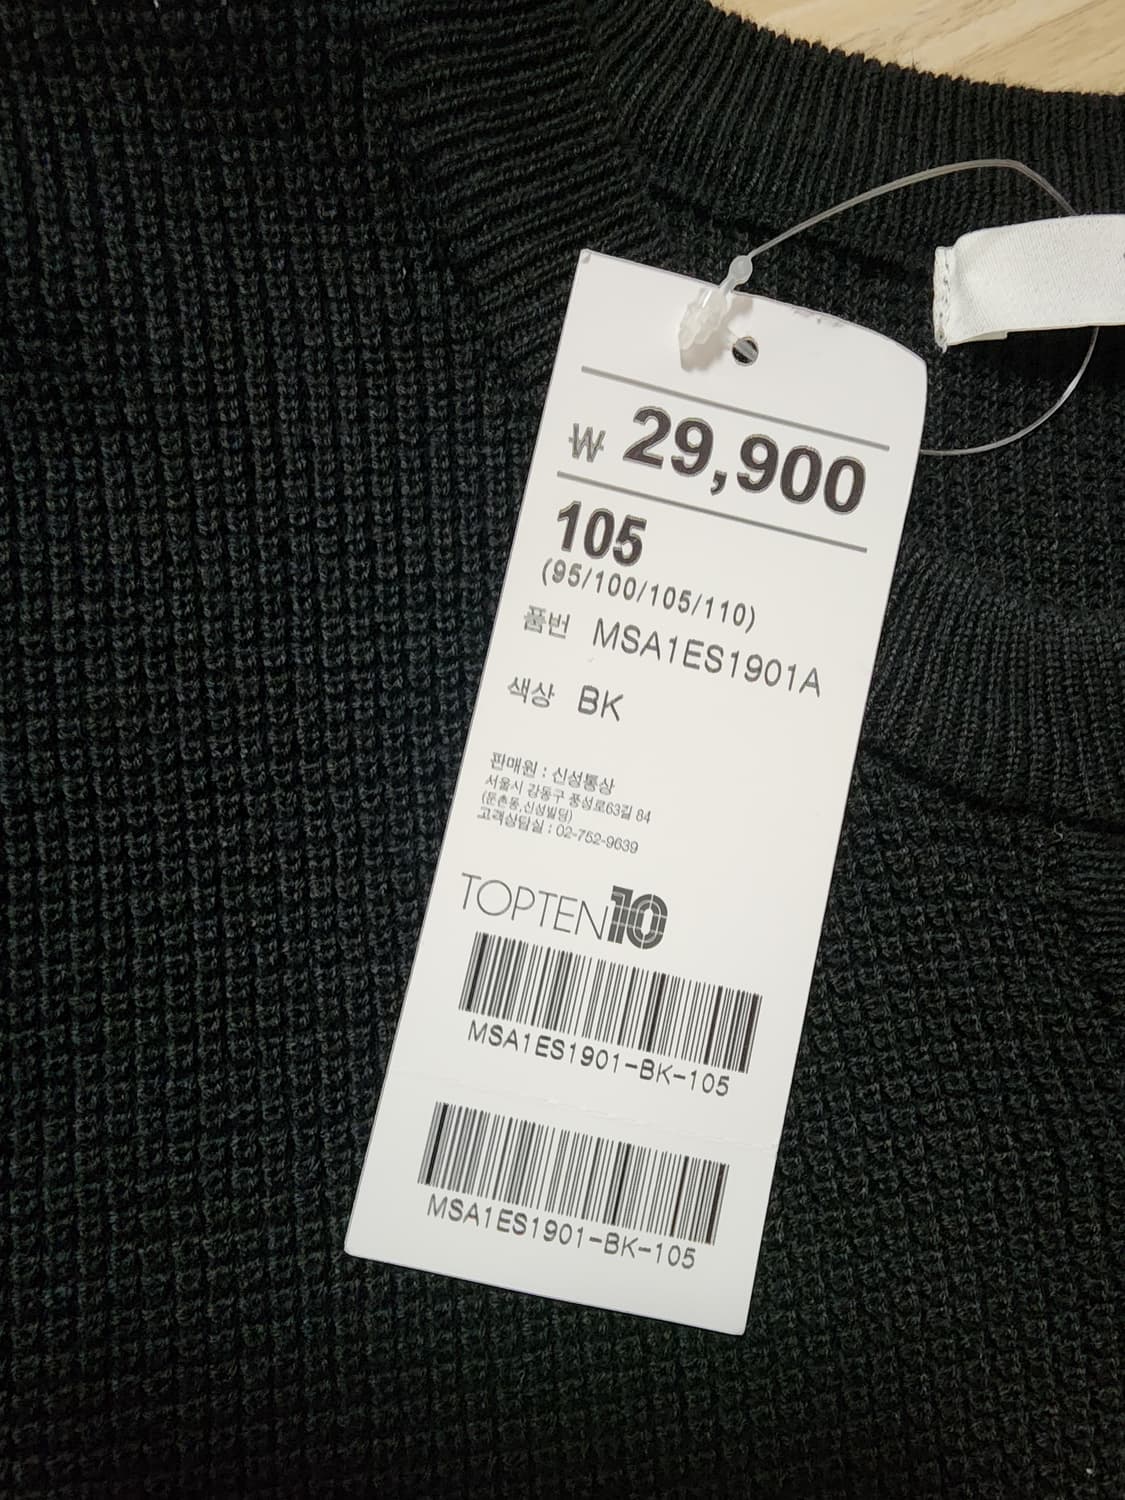 ₩ 29,900
105
(95/100/105/110)
품번 MSA1ES1901A
색상 BK
판매원 : 신성통상
서울시 강동구 풍성로63길 84
(둔촌동,신성빌딩)
고객상담실 : 02-752-9639
TOPTEN10
MSA1ES1901-BK-105
MSA1ES1901-BK-105